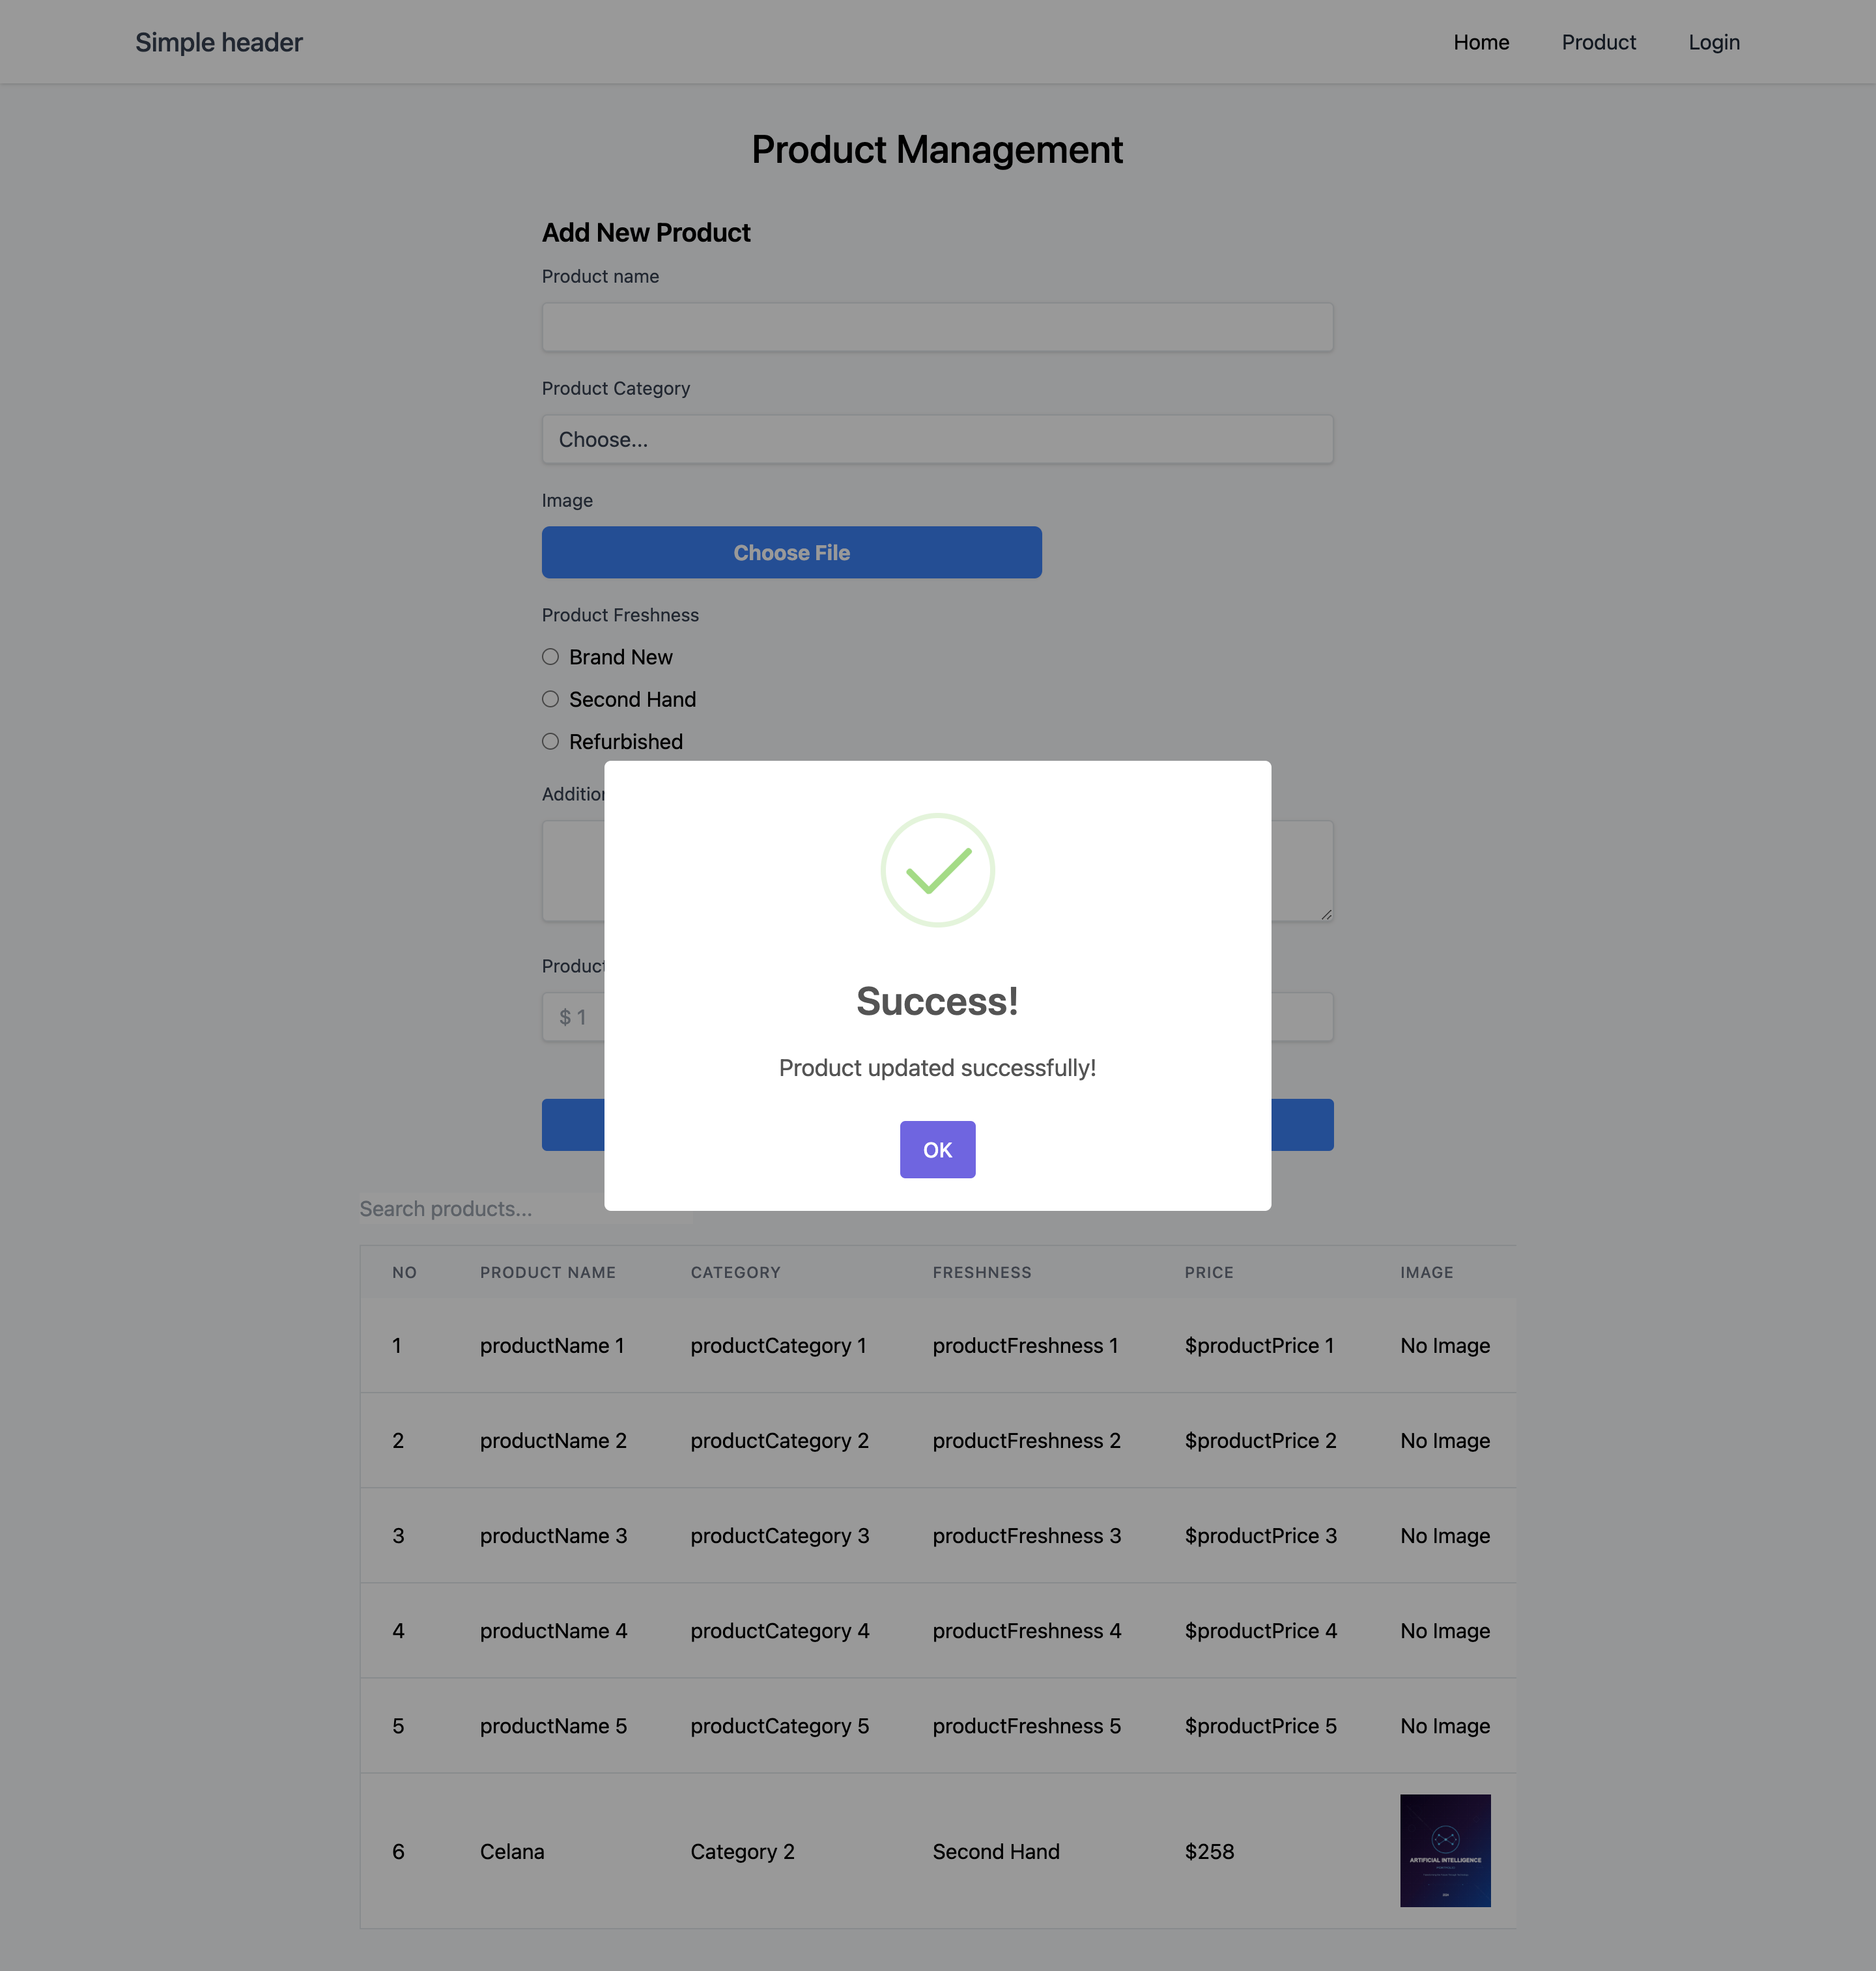 Simple header Home Product Login
Product Management
Add New Product
Product name
Product Category
Choose...
Image
Choose File
Product Freshness
Brand New
Second Hand
Refurbished
Success!
Product updated successfully!
OK
Product
$ 1
Search products...
NO PRODUCT NAME CATEGORY FRESHNESS PRICE IMAGE
1 productName 1 productCategory 1 productFreshness 1 $productPrice 1 No Image
2 productName 2 productCategory 2 productFreshness 2 $productPrice 2 No Image
3 productName 3 productCategory 3 productFreshness 3 $productPrice 3 No Image
4 productName 4 productCategory 4 productFreshness 4 $productPrice 4 No Image
5 productName 5 productCategory 5 productFreshness 5 $productPrice 5 No Image
6 Celana Category 2 Second Hand $258
ARTIFICIAL INTELLIGENCE